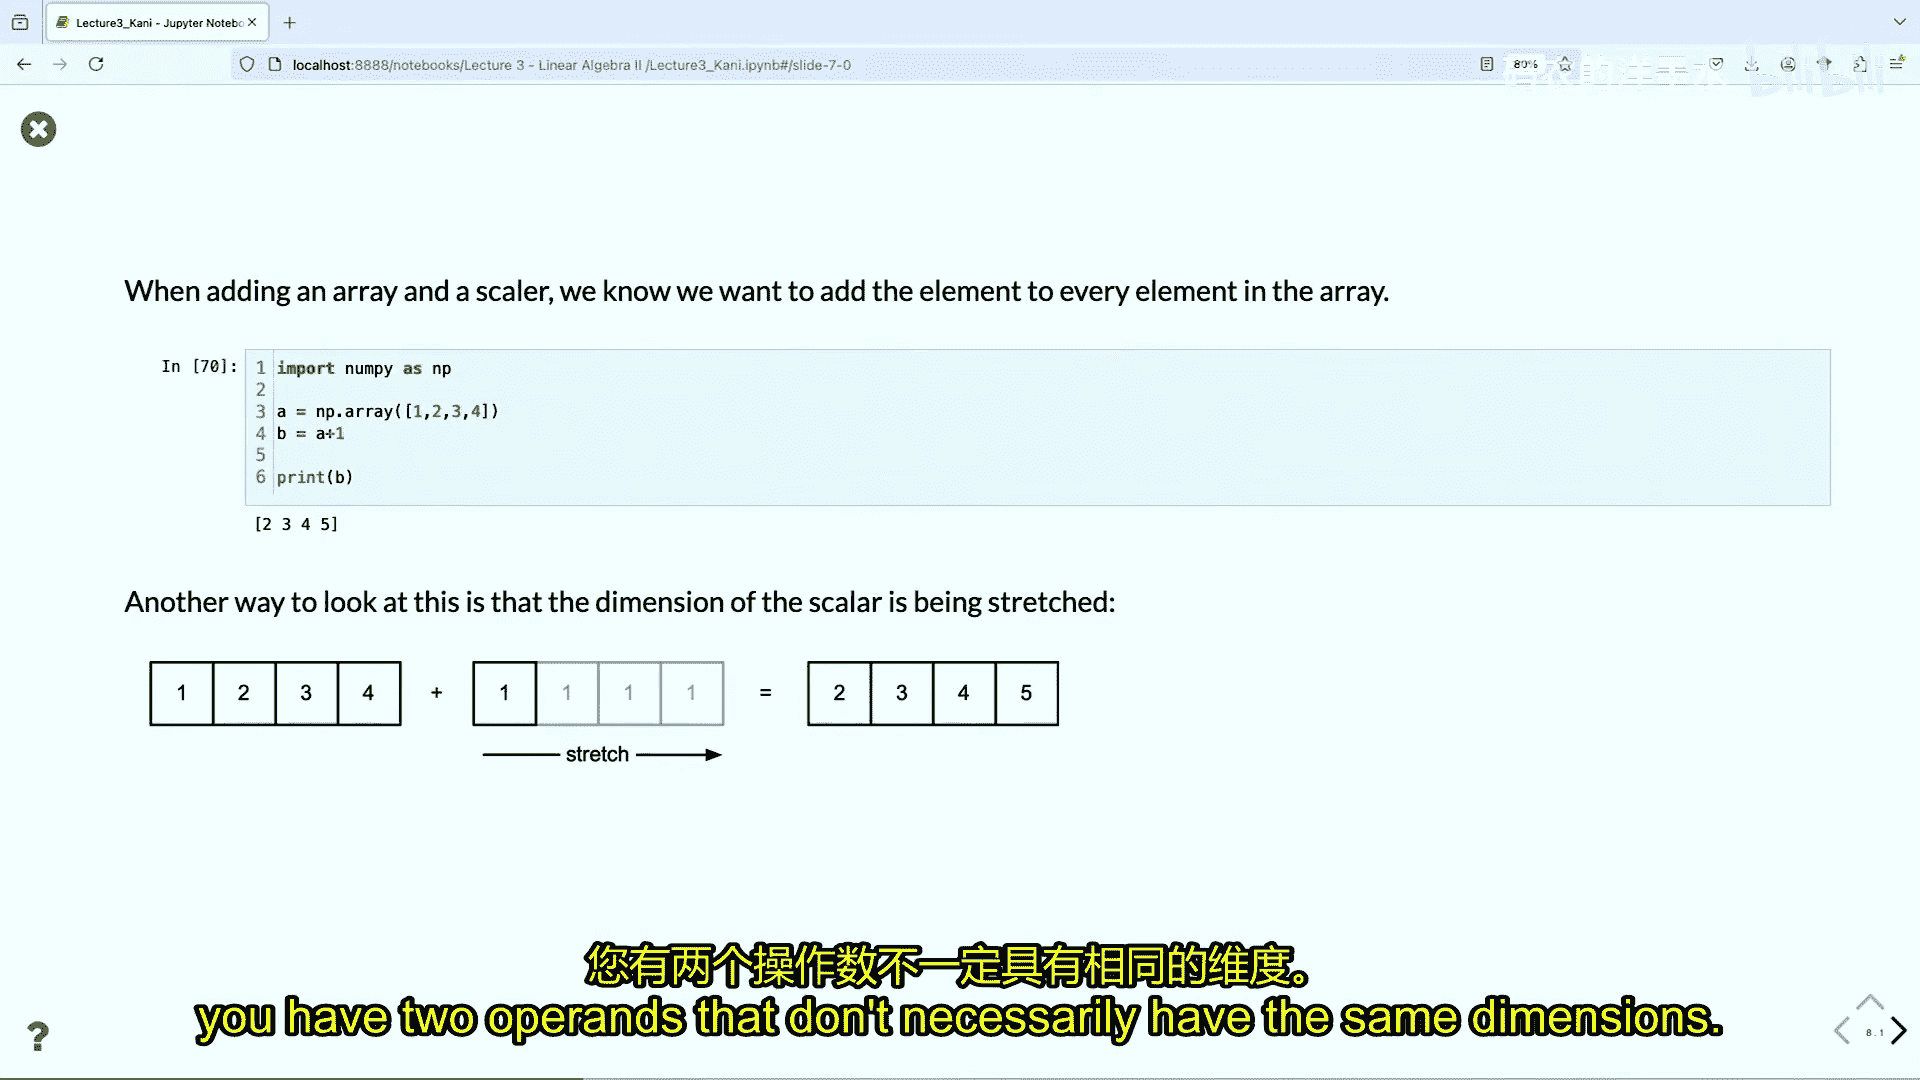 Lecture3_Kani - Jupyter Notebo
localhost:8888/notebooks/Lecture 3 - Linear Algebra II /Lecture3_Kani.ipynb#/slide-7-0
80%
When adding an array and a scaler, we know we want to add the element to every element in the array.
In [70]:
1 import numpy as np
2
3 a = np.array([1,2,3,4])
4 b = a+1
5
6 print(b)
[2 3 4 5]
Another way to look at this is that the dimension of the scalar is being stretched:
1 2 3 4 + 1 1 1 1 = 2 3 4 5
stretch
您有两个操作数不一定具有相同的维度。
you have two operands that don't necessarily have the same dimensions.
?
8.1